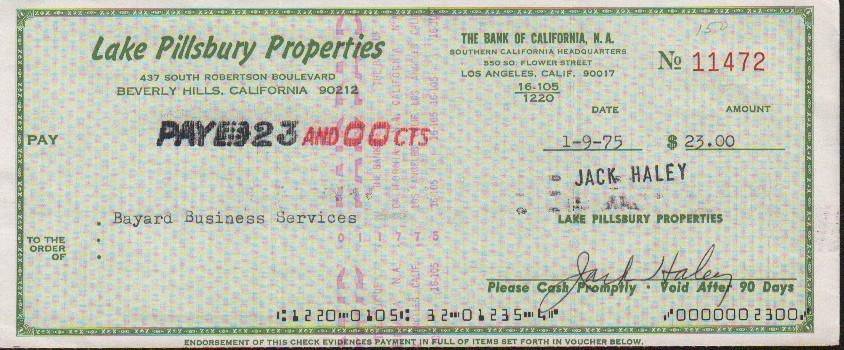 Lake Pillsbury Properties
437 SOUTH ROBERTSON BOULEVARD
BEVERLY HILLS, CALIFORNIA 90212
THE BANK OF CALIFORNIA, N. A.
SOUTHERN CALIFORNIA HEADQUARTERS
550 SO. FLOWER STREET
LOS ANGELES, CALIF. 90017
16-105
1220
150
No 11472
DATE
AMOUNT
PAY
PAYED 23 AND 00 CTS
1-9-75
$ 23.00
JACK HALEY
LAKE PILLSBURY PROPERTIES
Bayard Business Services
TO THE
ORDER
OF
011775
Jack Haley
Please Cash Promptly · Void After 90 Days
⑆1220⑉0105⑆ 32⑉01235⑉4⑈ ⑈0000002300⑈
ENDORSEMENT OF THIS CHECK EVIDENCES PAYMENT IN FULL OF ITEMS SET FORTH IN VOUCHER BELOW.